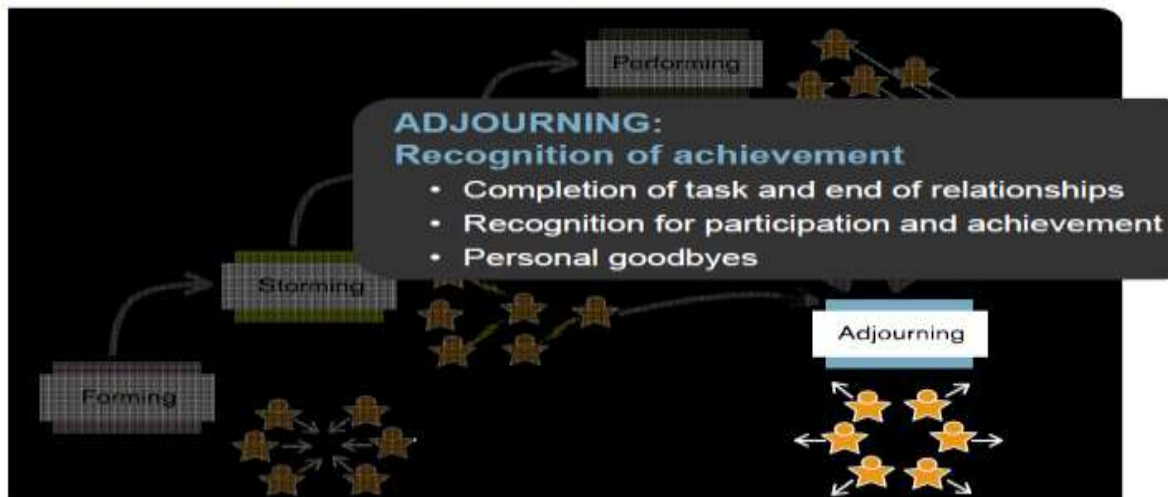 Performing
ADJOURNING:
Recognition of achievement
• Completion of task and end of relationships
• Recognition for participation and achievement
• Personal goodbyes
Storming
Adjourning
Forming